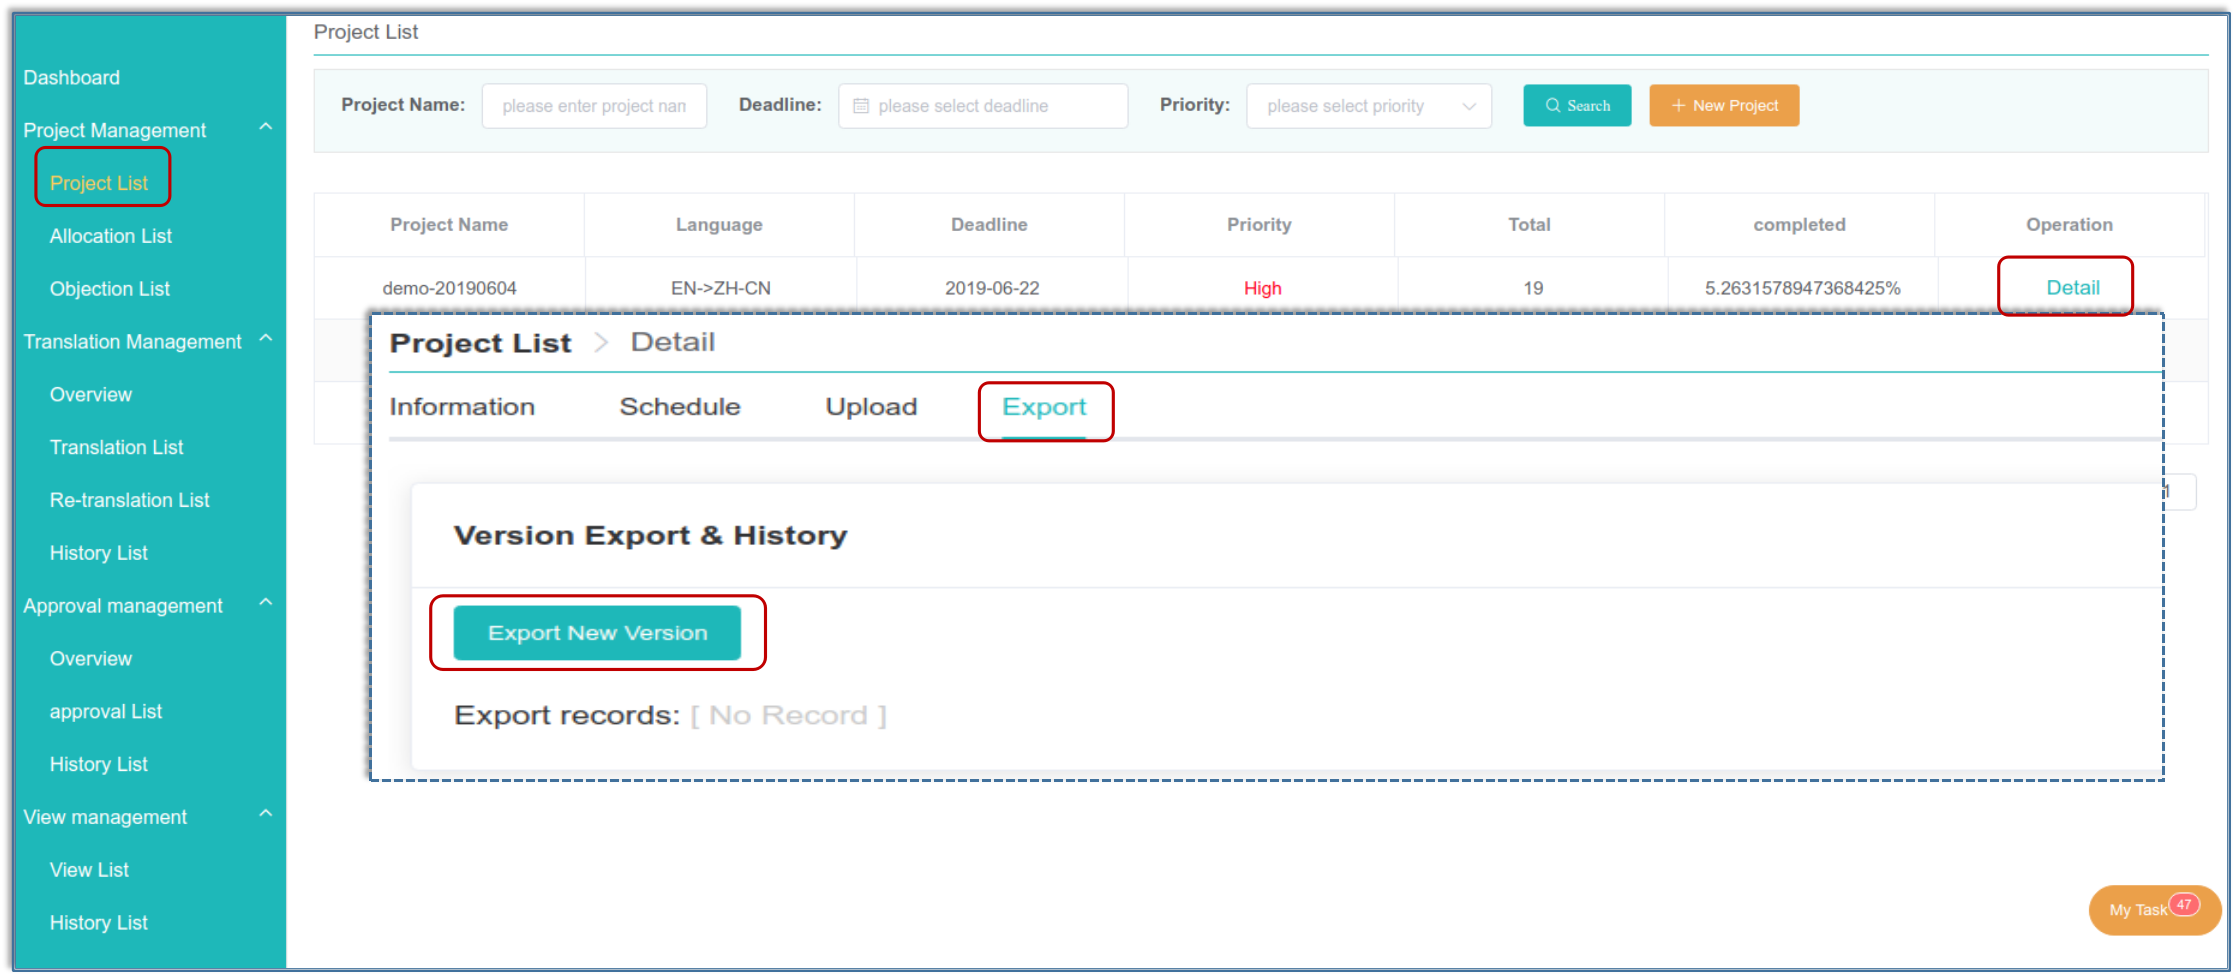 Dashboard
Project Management
Project List
Allocation List
Objection List
Translation Management
Overview
Translation List
Re-translation List
History List
Approval management
Overview
approval List
History List
View management
View List
History List
Project List
Project Name: please enter project nan Deadline: please select deadline Priority: please select priority Search + New Project
Project Name Language Deadline Priority Total completed Operation
demo-20190604 EN->ZH-CN 2019-06-22 High 19 5.2631578947368425% Detail
Project List > Detail
Information Schedule Upload Export
Version Export & History
Export New Version
Export records: [ No Record ]
My Task 47